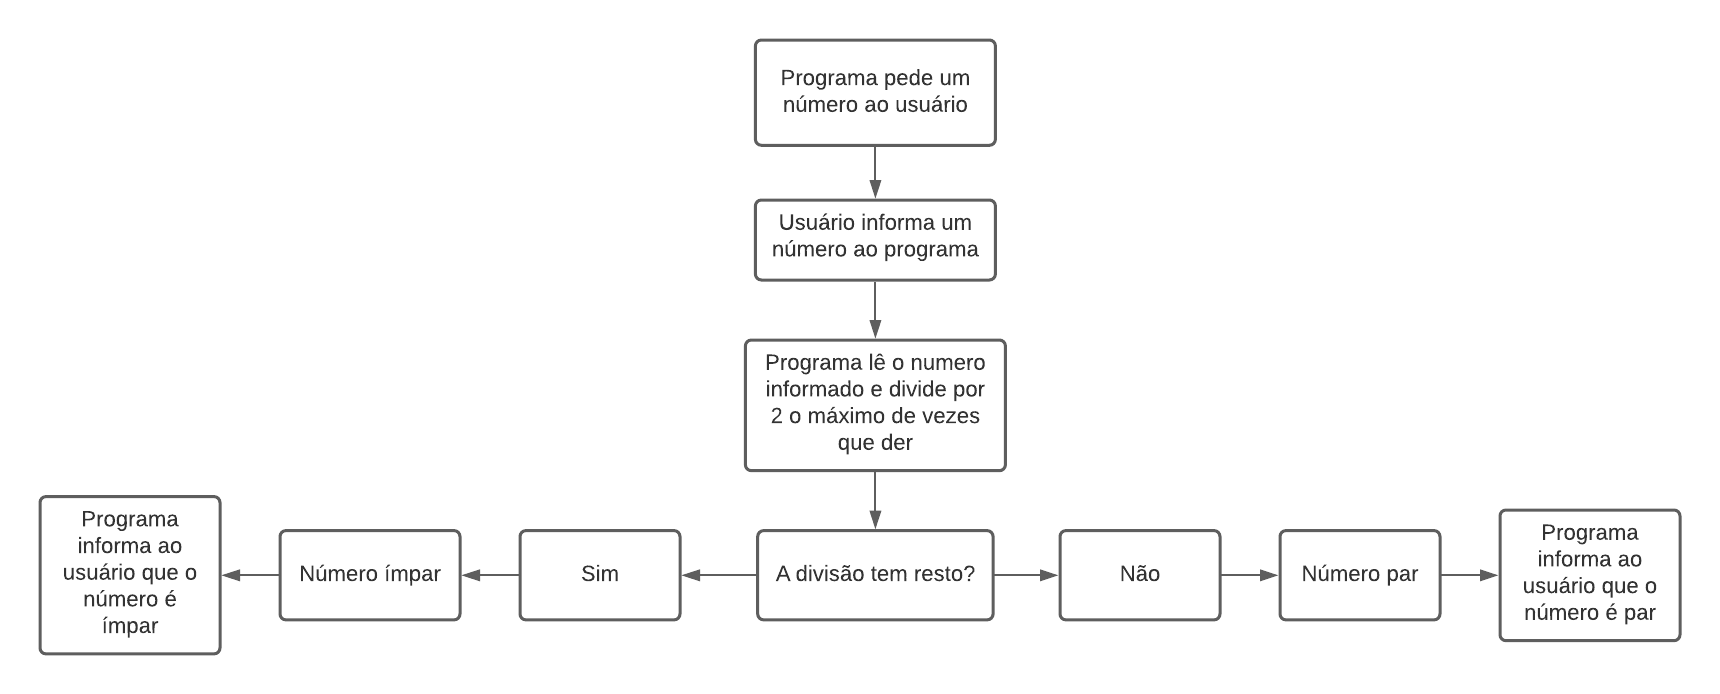 Programa pede um
número ao usuário
Usuário informa um
número ao programa
Programa lê o numero
informado e divide por
2 o máximo de vezes
que der
Programa
informa ao
usuário que o
número é
ímpar
Número ímpar
Sim
A divisão tem resto?
Não
Número par
Programa
informa ao
usuário que o
número é par